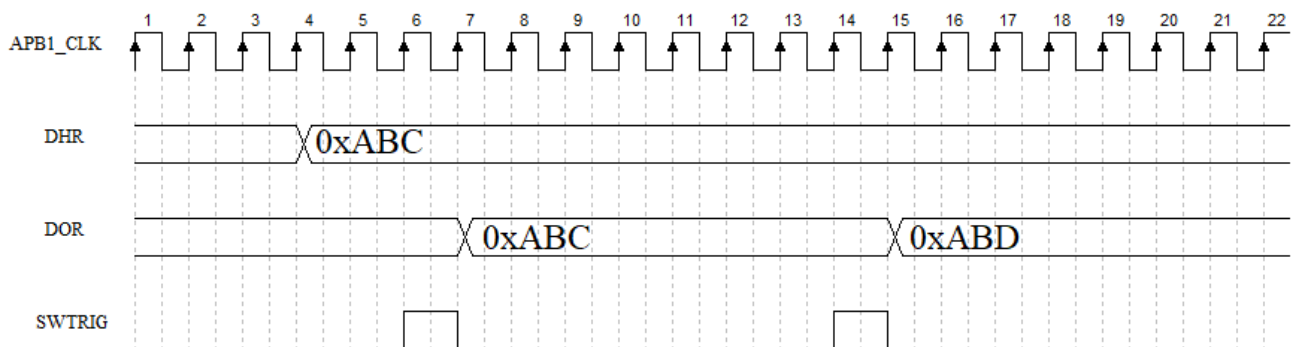 1 2 3 4 5 6 7 8 9 10 11 12 13 14 15 16 17 18 19 20 21 22
APB1_CLK
DHR 0xABC
DOR 0xABC 0xABD
SWTRIG